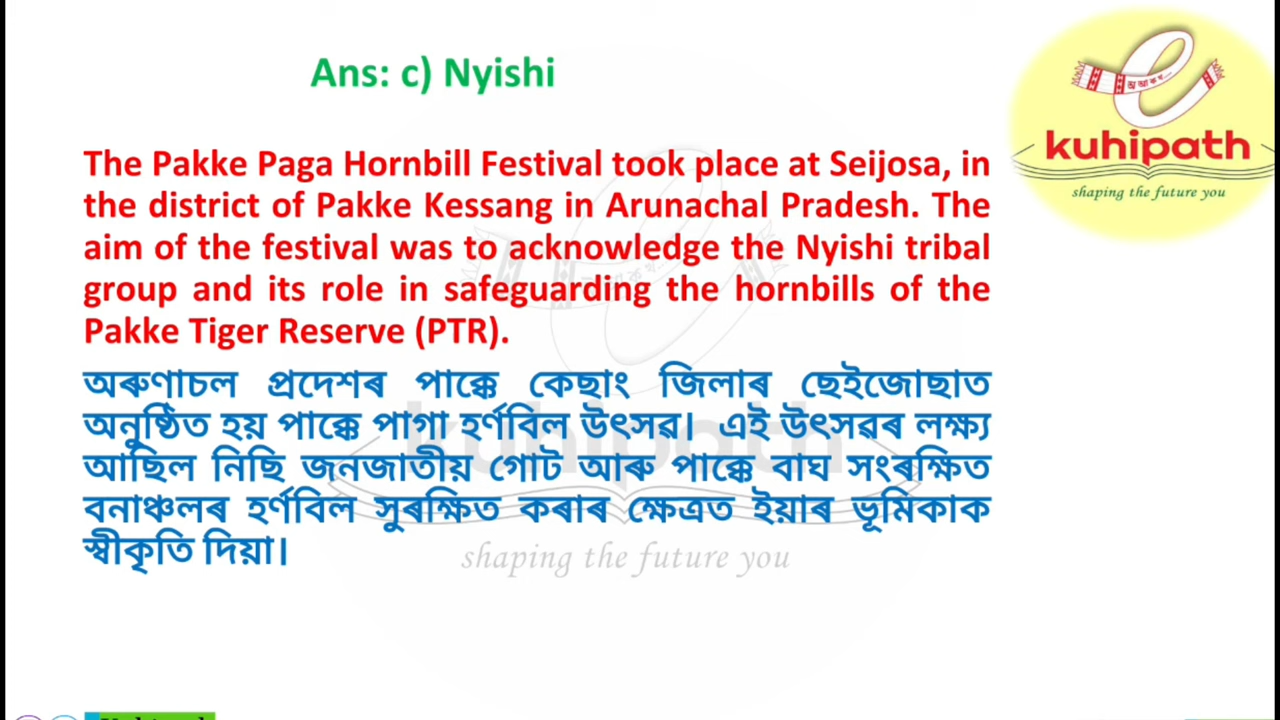 Ans: c) Nyishi
kuhipath
shaping the future you
The Pakke Paga Hornbill Festival took place at Seijosa, in
the district of Pakke Kessang in Arunachal Pradesh. The
aim of the festival was to acknowledge the Nyishi tribal
group and its role in safeguarding the hornbills of the
Pakke Tiger Reserve (PTR).
অৰুণাচল প্ৰদেশৰ পাক্কে কেছাং জিলাৰ ছেইজোছাত
অনুষ্ঠিত হয় পাক্কে পাগা হৰ্ণবিল উৎসৱ। এই উৎসৱৰ লক্ষ্য
আছিল নিছি জনজাতীয় গোট আৰু পাক্কে বাঘ সংৰক্ষিত
বনাঞ্চলৰ হৰ্ণবিল সুৰক্ষিত কৰাৰ ক্ষেত্ৰত ইয়াৰ ভূমিকাক
স্বীকৃতি দিয়া।
kuhipath
shaping the future you